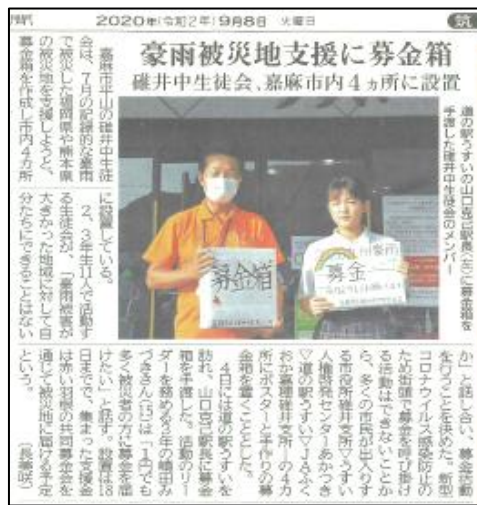 聞
2020年(令和2年)9月8日 火曜日
筑
豪雨被災地支援に募金箱
碓井中生徒会、嘉麻市内4ヵ所に設置
道の駅うすいの山口克己駅長(左)に募金箱を
手渡した碓井中生徒会のメンバー
募金箱
九州豪雨
募金
嘉麻市平山の碓井中生徒
会は、7月の記録的な豪雨
で被災した福岡県や熊本県
の被災地を支援しようと、
募金箱を作成し市内4ヵ所
に設置している。
2、3年生11人で活動す
る生徒会が、「豪雨被害が
大きかった地域に対して自
分たちにできることはない
か」と話し合い、募金活動
を行うことを決めた。新型
コロナウイルス感染防止の
ため街頭で募金を呼び掛け
る活動はできないことか
ら、多くの市民が出入りす
る市役所碓井支所▽うすい
人権啓発センターあかつき
▽道の駅うすい▽JAふく
おか嘉穂碓井支所―の4カ
所にポスターと手作りの募
金箱を置くこととした。
4日には道の駅うすいを
訪れ、山口克己駅長に募金
箱を手渡した。活動のリー
ダーを務める3年の嶋田み
づきさん(15)は「1円でも
多く被災者の方に募金を届
けたい」と話す。設置は18
日までで、集まった支援金
は赤い羽根の共同募金会を
通じて被災地に届ける予定
という。
(長美咲)